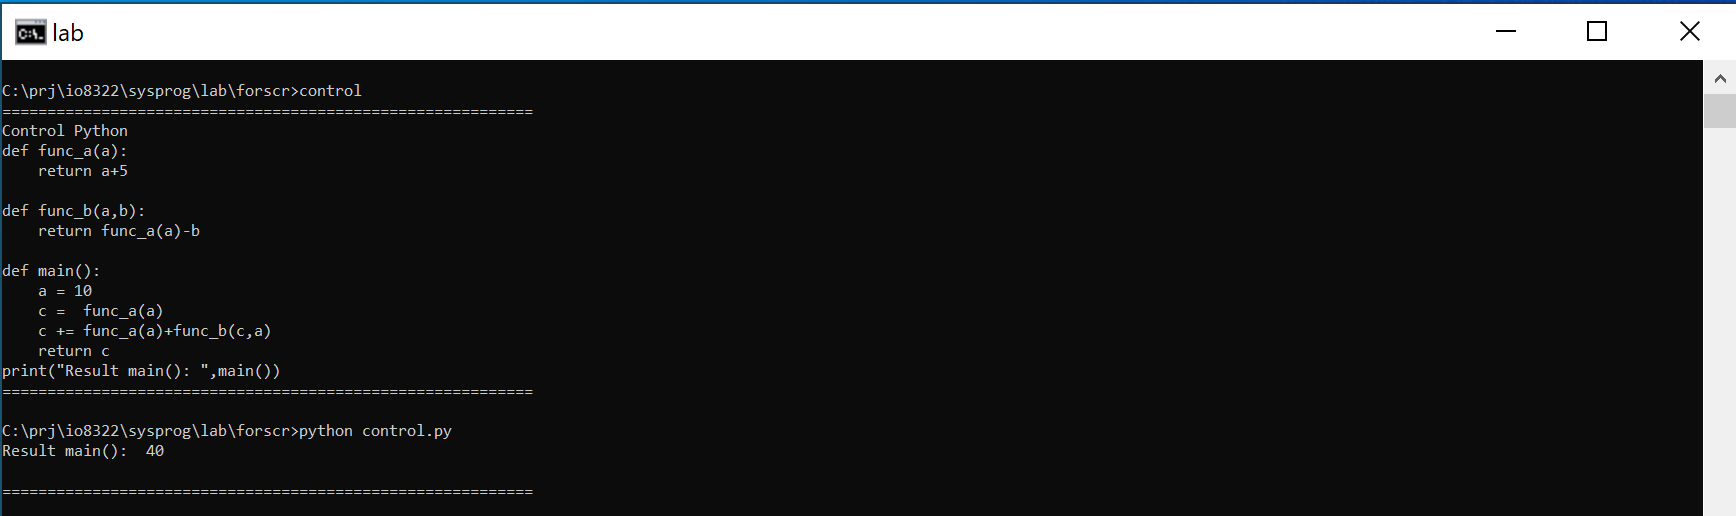 lab
C:\prj\io8322\sysprog\lab\forscr>control
===========================================================
Control Python
def func_a(a):
    return a+5
def func_b(a,b):
    return func_a(a)-b
def main():
    a = 10
    c =  func_a(a)
    c += func_a(a)+func_b(c,a)
    return c
print("Result main(): ",main())
===========================================================
C:\prj\io8322\sysprog\lab\forscr>python control.py
Result main():  40
===========================================================